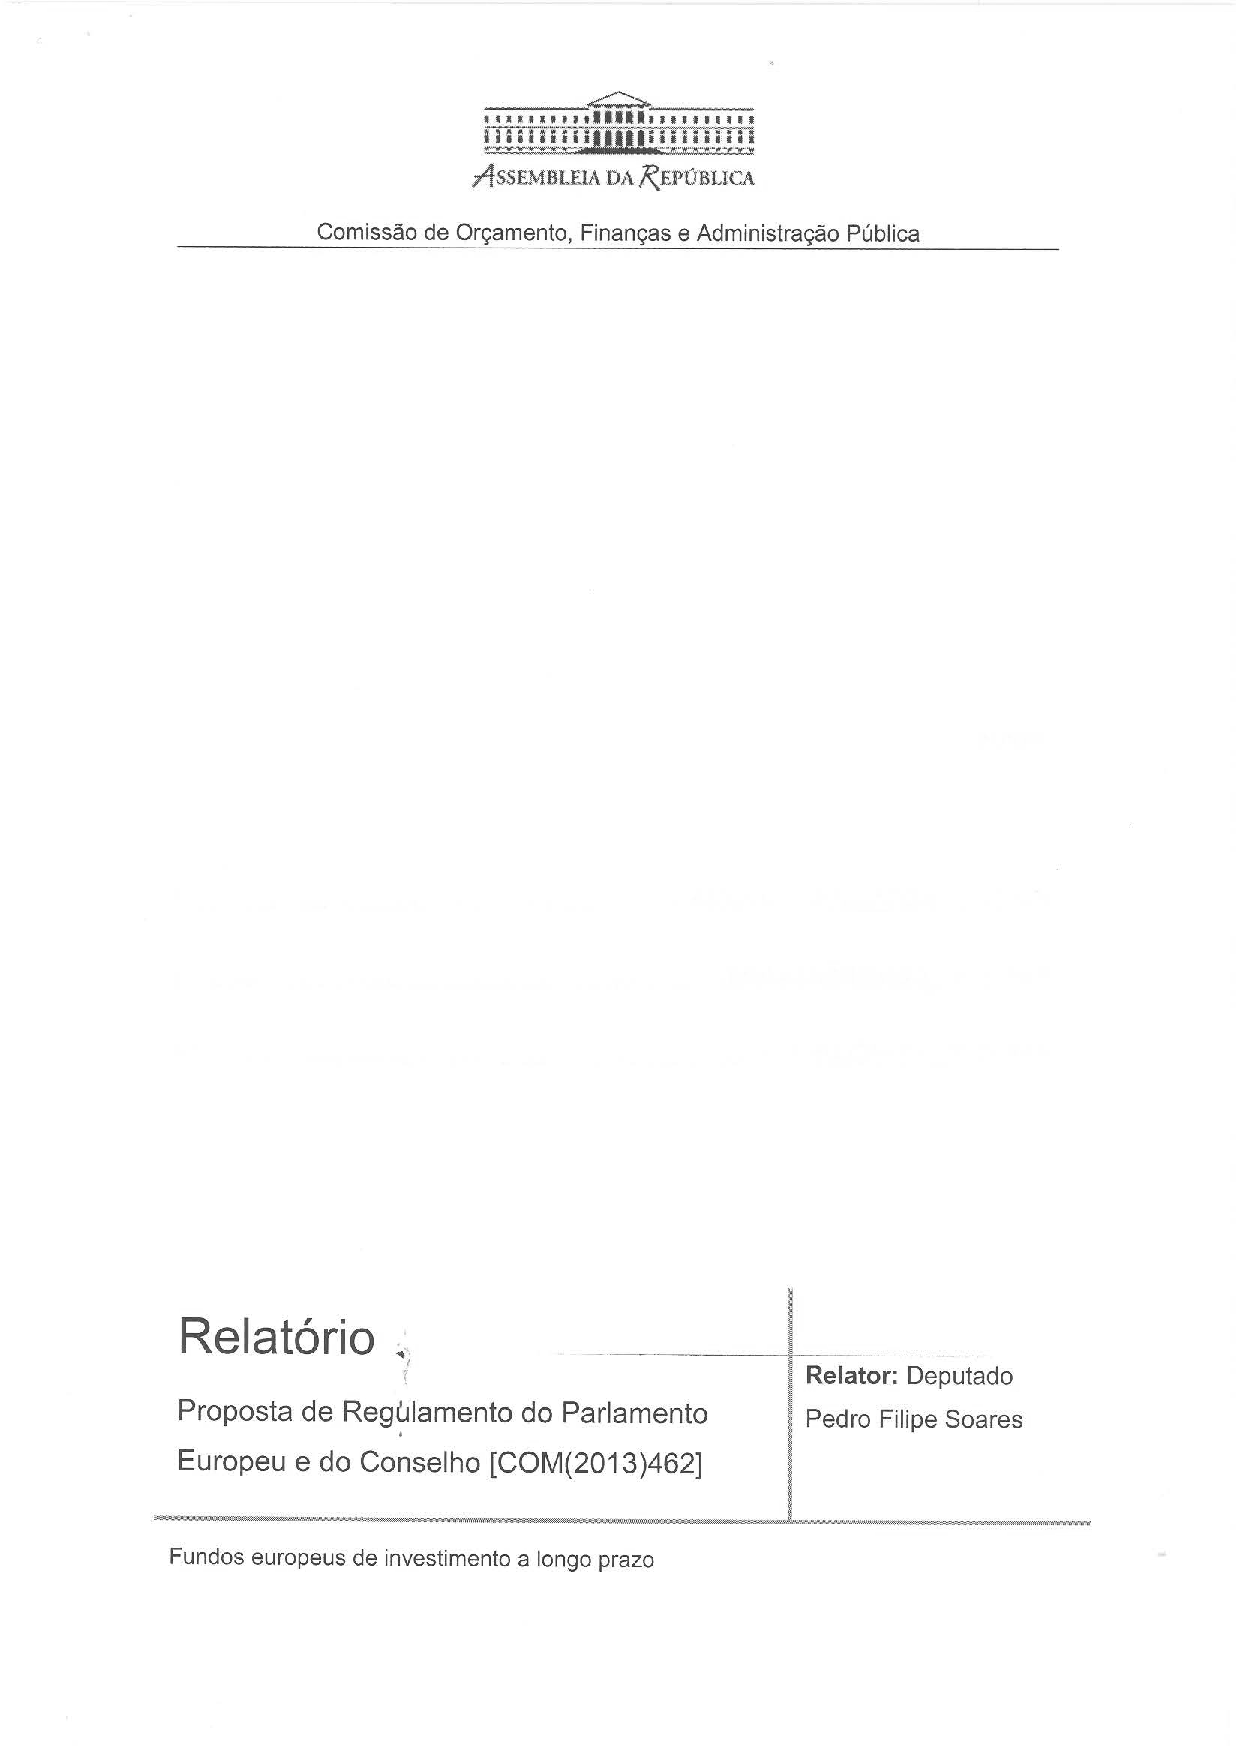 ASSEMBLEIA DA REPÚBLICA
Comissão de Orçamento, Finanças e Administração Pública
Relatório
Proposta de Regulamento do Parlamento
Europeu e do Conselho [COM(2013)462]
Relator: Deputado
Pedro Filipe Soares
Fundos europeus de investimento a longo prazo